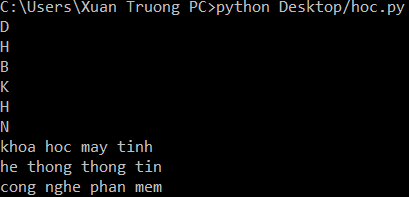 C:\Users\Xuan Truong PC>python Desktop/hoc.py
D
H
B
K
H
N
khoa hoc may tinh
he thong thong tin
cong nghe phan mem